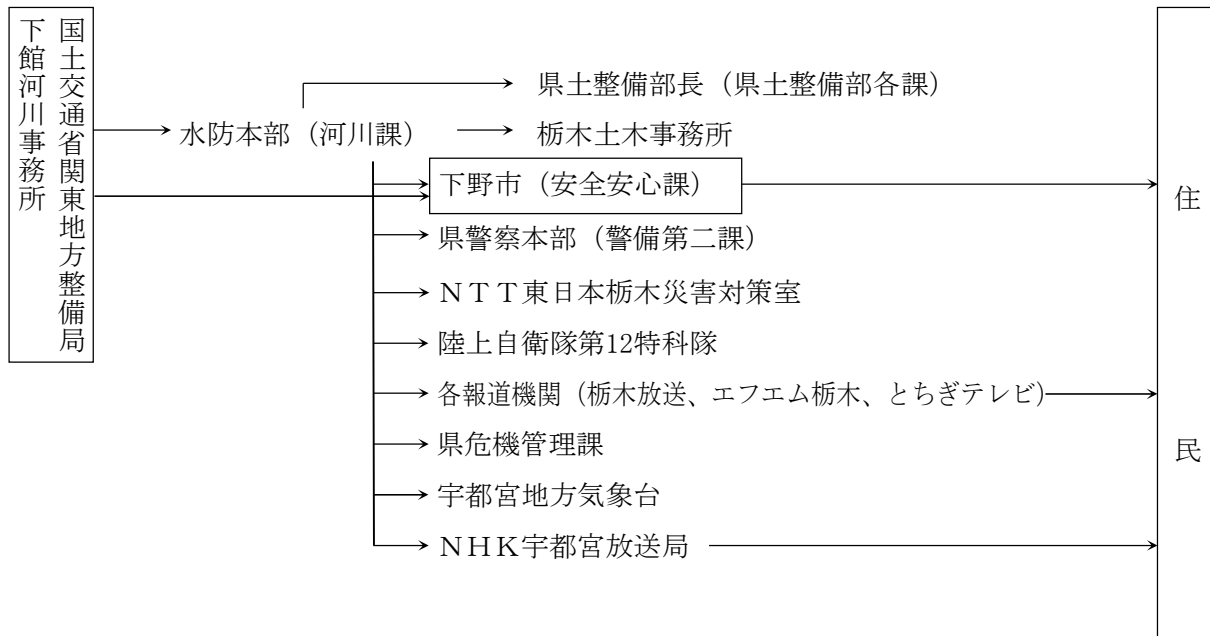 国土交通省関東地方整備局
下館河川事務所
県土整備部長（県土整備部各課）
水防本部（河川課）
栃木土木事務所
下野市（安全安心課）
県警察本部（警備第二課）
ＮＴＴ東日本栃木災害対策室
陸上自衛隊第12特科隊
各報道機関（栃木放送、エフエム栃木、とちぎテレビ）
県危機管理課
宇都宮地方気象台
ＮＨＫ宇都宮放送局
住民